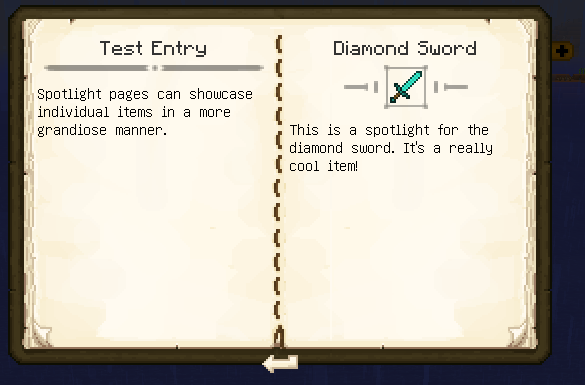 Test Entry
Spotlight pages can showcase
individual items in a more
grandiose manner.
Diamond Sword
This is a spotlight for the
diamond sword. It's a really
cool item!